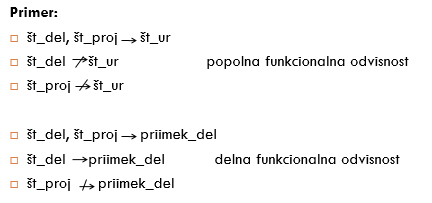 Primer:
□ št_del, št_proj → št_ur
□ št_del ↛ št_ur popolna funkcionalna odvisnost
□ št_proj ↛ št_ur
□ št_del, št_proj → priimek_del
□ št_del → priimek_del delna funkcionalna odvisnost
□ št_proj ↛ priimek_del